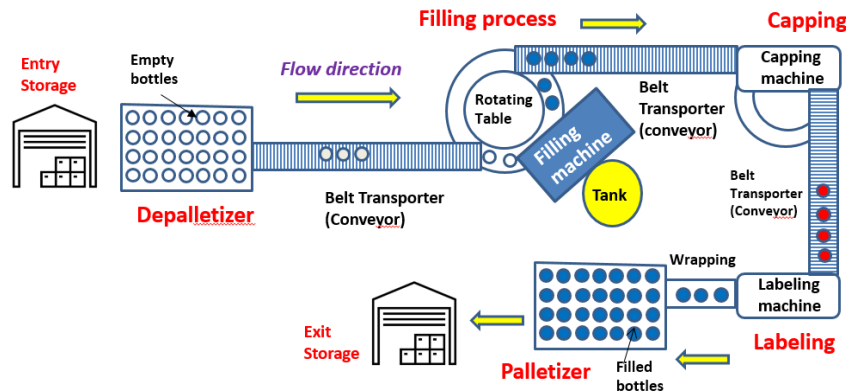 Filling process
Capping
Entry
Storage
Empty
bottles
Flow direction
Capping
machine
Rotating
Table
Belt
Transporter
(conveyor)
Filling machine
Belt
Transporter
(Conveyor)
Tank
Depalletizer
Belt Transporter
(Conveyor)
Wrapping
Labeling
machine
Exit
Storage
Palletizer
Filled
bottles
Labeling